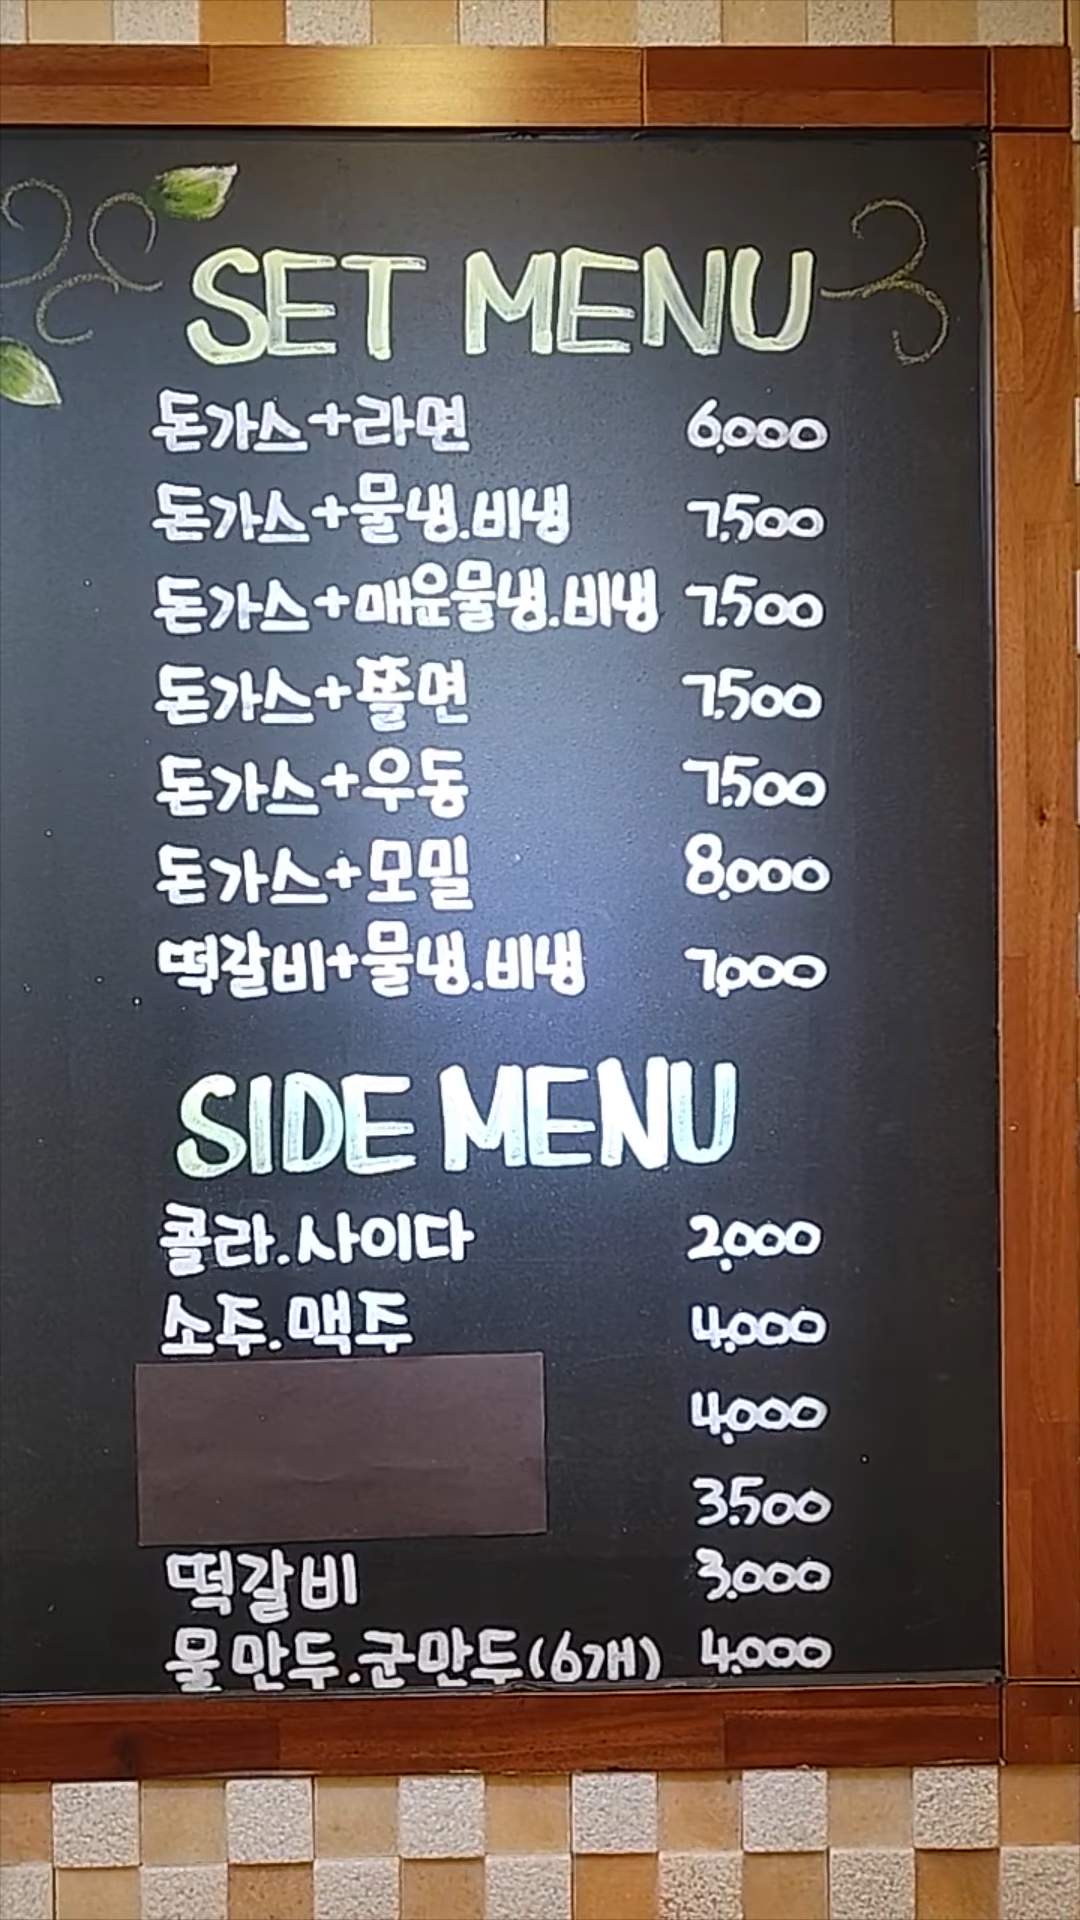 SET MENU
돈가스+라면 6,000
돈가스+물냉.비냉 7,500
돈가스+매운물냉.비냉 7,500
돈가스+쫄면 7,500
돈가스+우동 7,500
돈가스+모밀 8,000
떡갈비+물냉.비냉 7,000
SIDE MENU
콜라.사이다 2,000
소주.맥주 4,000
4,000
3,500
떡갈비 3,000
물만두.군만두(6개) 4,000